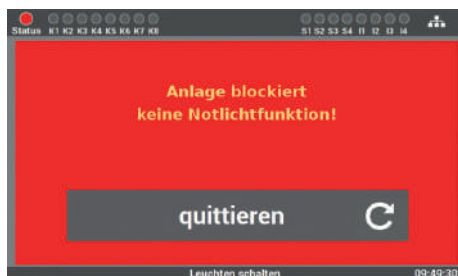 Status K1 K2 K3 K4 K5 K6 K7 K8 S1 S2 S3 S4 I1 I2 I3 I4
Anlage blockiert
keine Notlichtfunktion!
quittieren
Leuchten schalten 09:49:30